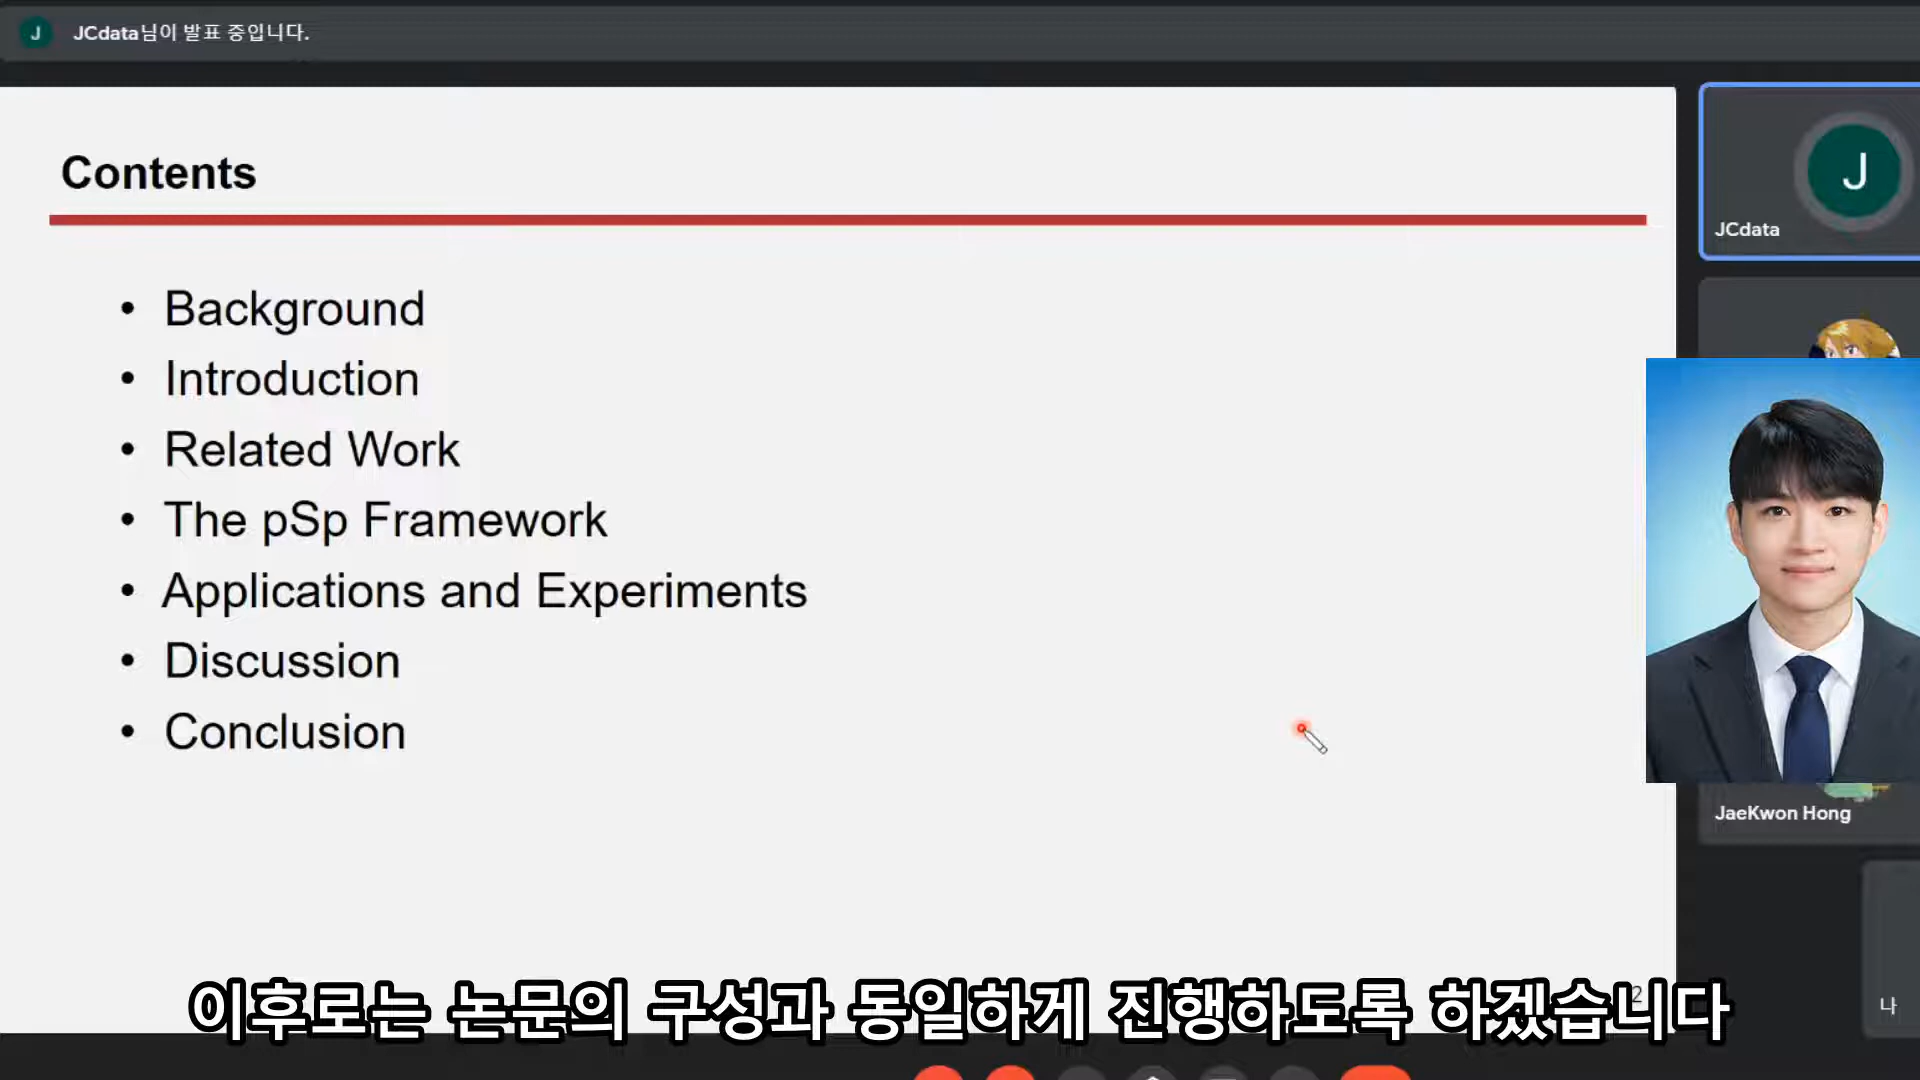 J JCdata님이 발표 중입니다.
Contents
J
JCdata
• Background
• Introduction
• Related Work
• The pSp Framework
• Applications and Experiments
• Discussion
• Conclusion
JaeKwon Hong
2
나
이후로는 논문의 구성과 동일하게 진행하도록 하겠습니다